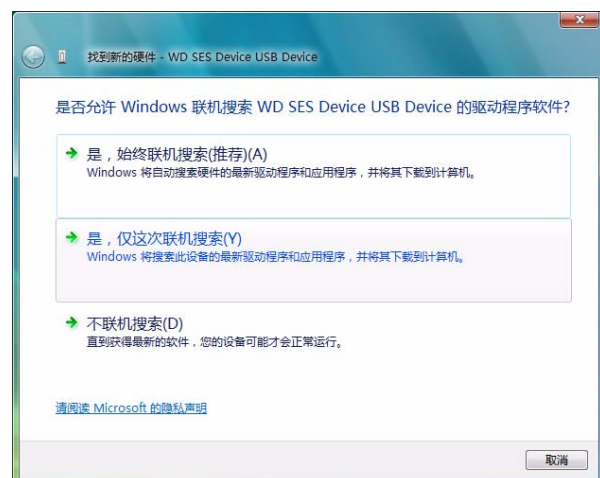 找到新的硬件 - WD SES Device USB Device
是否允许 Windows 联机搜索 WD SES Device USB Device 的驱动程序软件?
是，始终联机搜索(推荐)(A)
Windows 将自动搜索硬件的最新驱动程序和应用程序，并将其下载到计算机。
是，仅这次联机搜索(Y)
Windows 将搜索此设备的最新驱动程序和应用程序，并将其下载到计算机。
不联机搜索(D)
直到获得最新的软件，您的设备可能才会正常运行。
请阅读 Microsoft 的隐私声明
取消